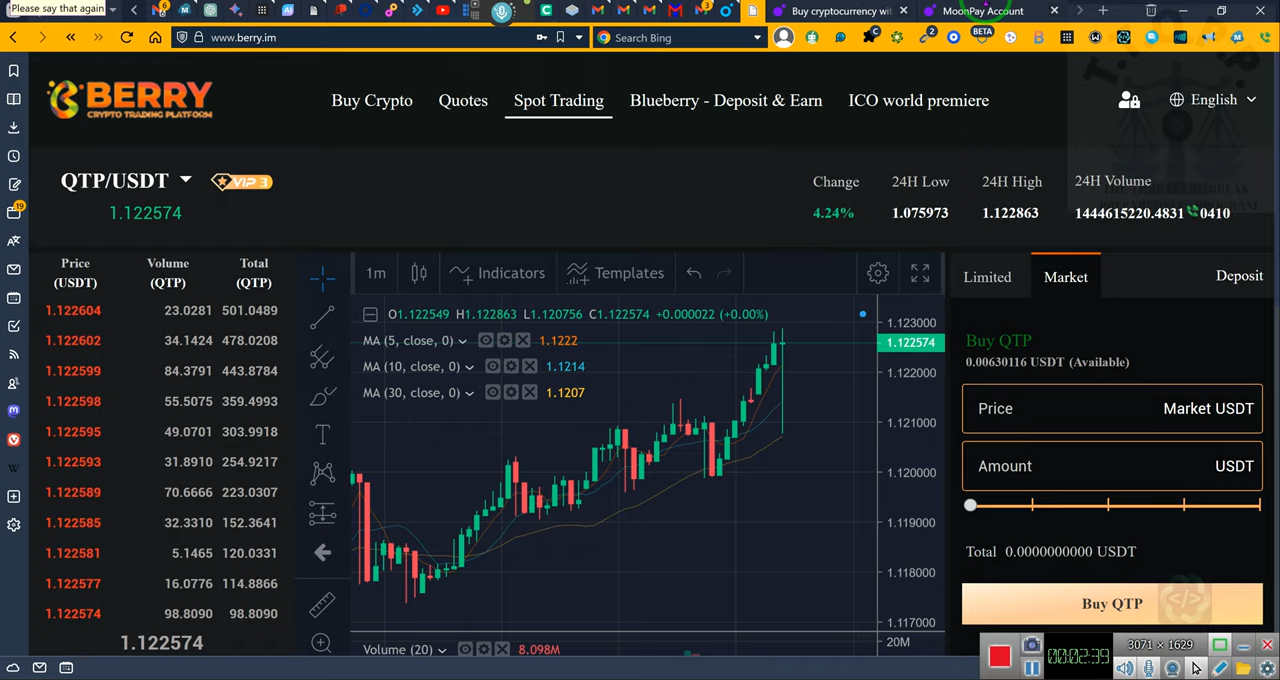 Please say that again
Buy cryptocurrency wit
MoonPay Account
www.berry.im
Search Bing
BETA
BERRY
CRYPTO TRADING PLATFORM
Buy Crypto
Quotes
Spot Trading
Blueberry - Deposit & Earn
ICO world premiere
English
QTP/USDT
VIP 3
1.122574
Change
24H Low
24H High
24H Volume
4.24%
1.075973
1.122863
1444615220.4831 0410
Price
(USDT)
Volume
(QTP)
Total
(QTP)
1.122604 23.0281 501.0489
1.122602 34.1424 478.0208
1.122599 84.3791 443.8784
1.122598 55.5075 359.4993
1.122595 49.0701 303.9918
1.122593 31.8910 254.9217
1.122589 70.6666 223.0307
1.122585 32.3310 152.3641
1.122581 5.1465 120.0331
1.122577 16.0776 114.8866
1.122574 98.8090 98.8090
1.122574
1m
Indicators
Templates
O1.122549 H1.122863 L1.120756 C1.122574 +0.000022 (+0.00%)
MA (5, close, 0) 1.1222
MA (10, close, 0) 1.1214
MA (30, close, 0) 1.1207
1.123000
1.122574
1.122000
1.121000
1.120000
1.119000
1.118000
1.117000
20M
Volume (20) 8.098M
Limited
Market
Deposit
Buy QTP
0.00630116 USDT (Available)
Price Market USDT
Amount USDT
Total 0.0000000000 USDT
Buy QTP
3071 × 1629
00:02:39